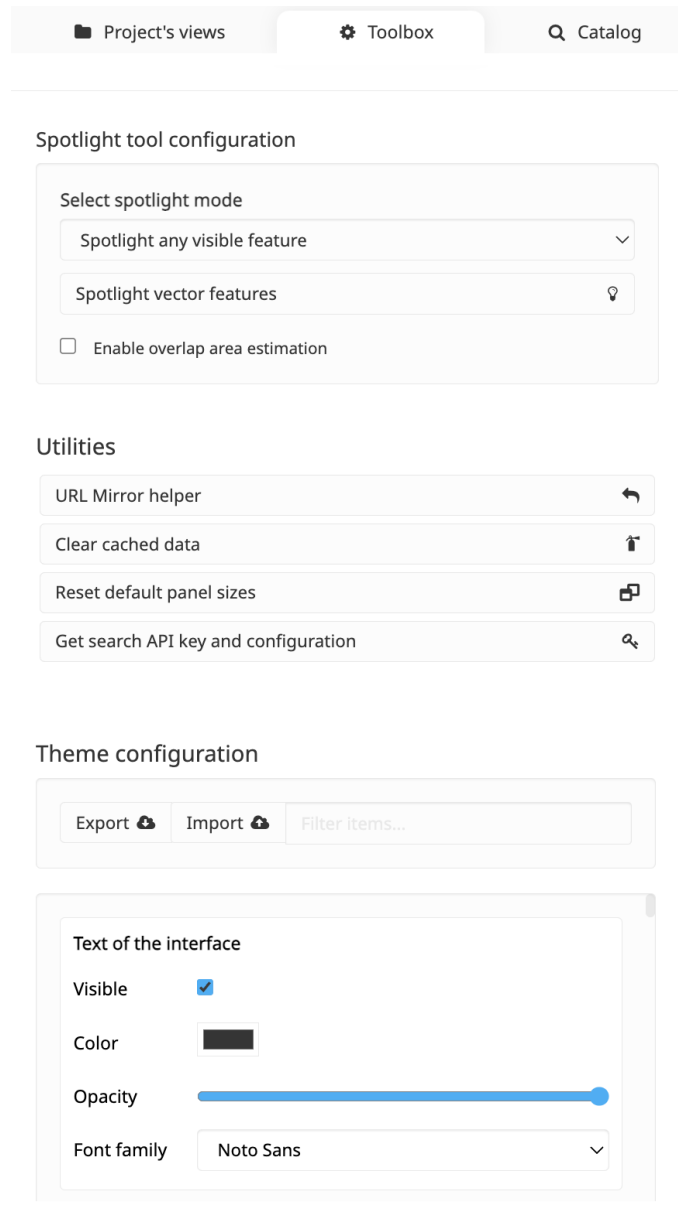 Project's views Toolbox Catalog
Spotlight tool configuration
Select spotlight mode
Spotlight any visible feature
Spotlight vector features
Enable overlap area estimation
Utilities
URL Mirror helper
Clear cached data
Reset default panel sizes
Get search API key and configuration
Theme configuration
Export Import Filter items...
Text of the interface
Visible
Color
Opacity
Font family Noto Sans